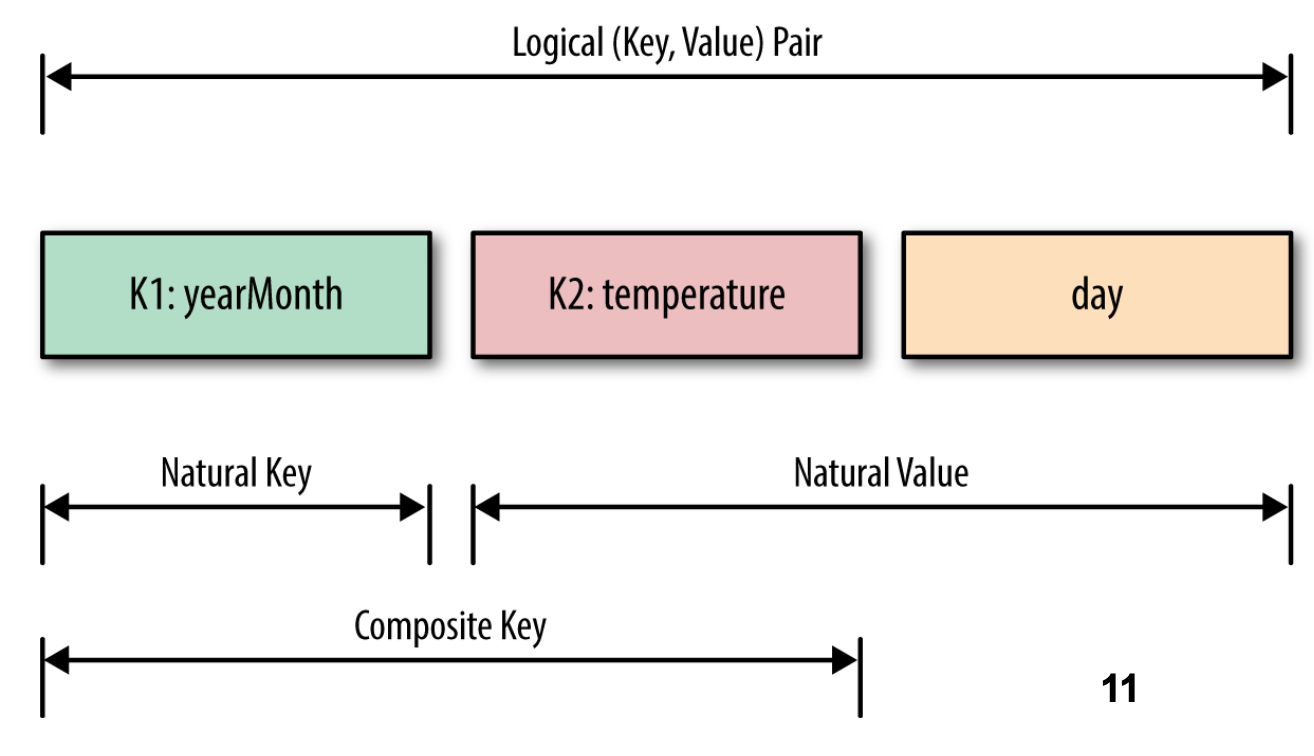 Logical (Key, Value) Pair
K1: yearMonth
K2: temperature
day
Natural Key
Natural Value
Composite Key
11